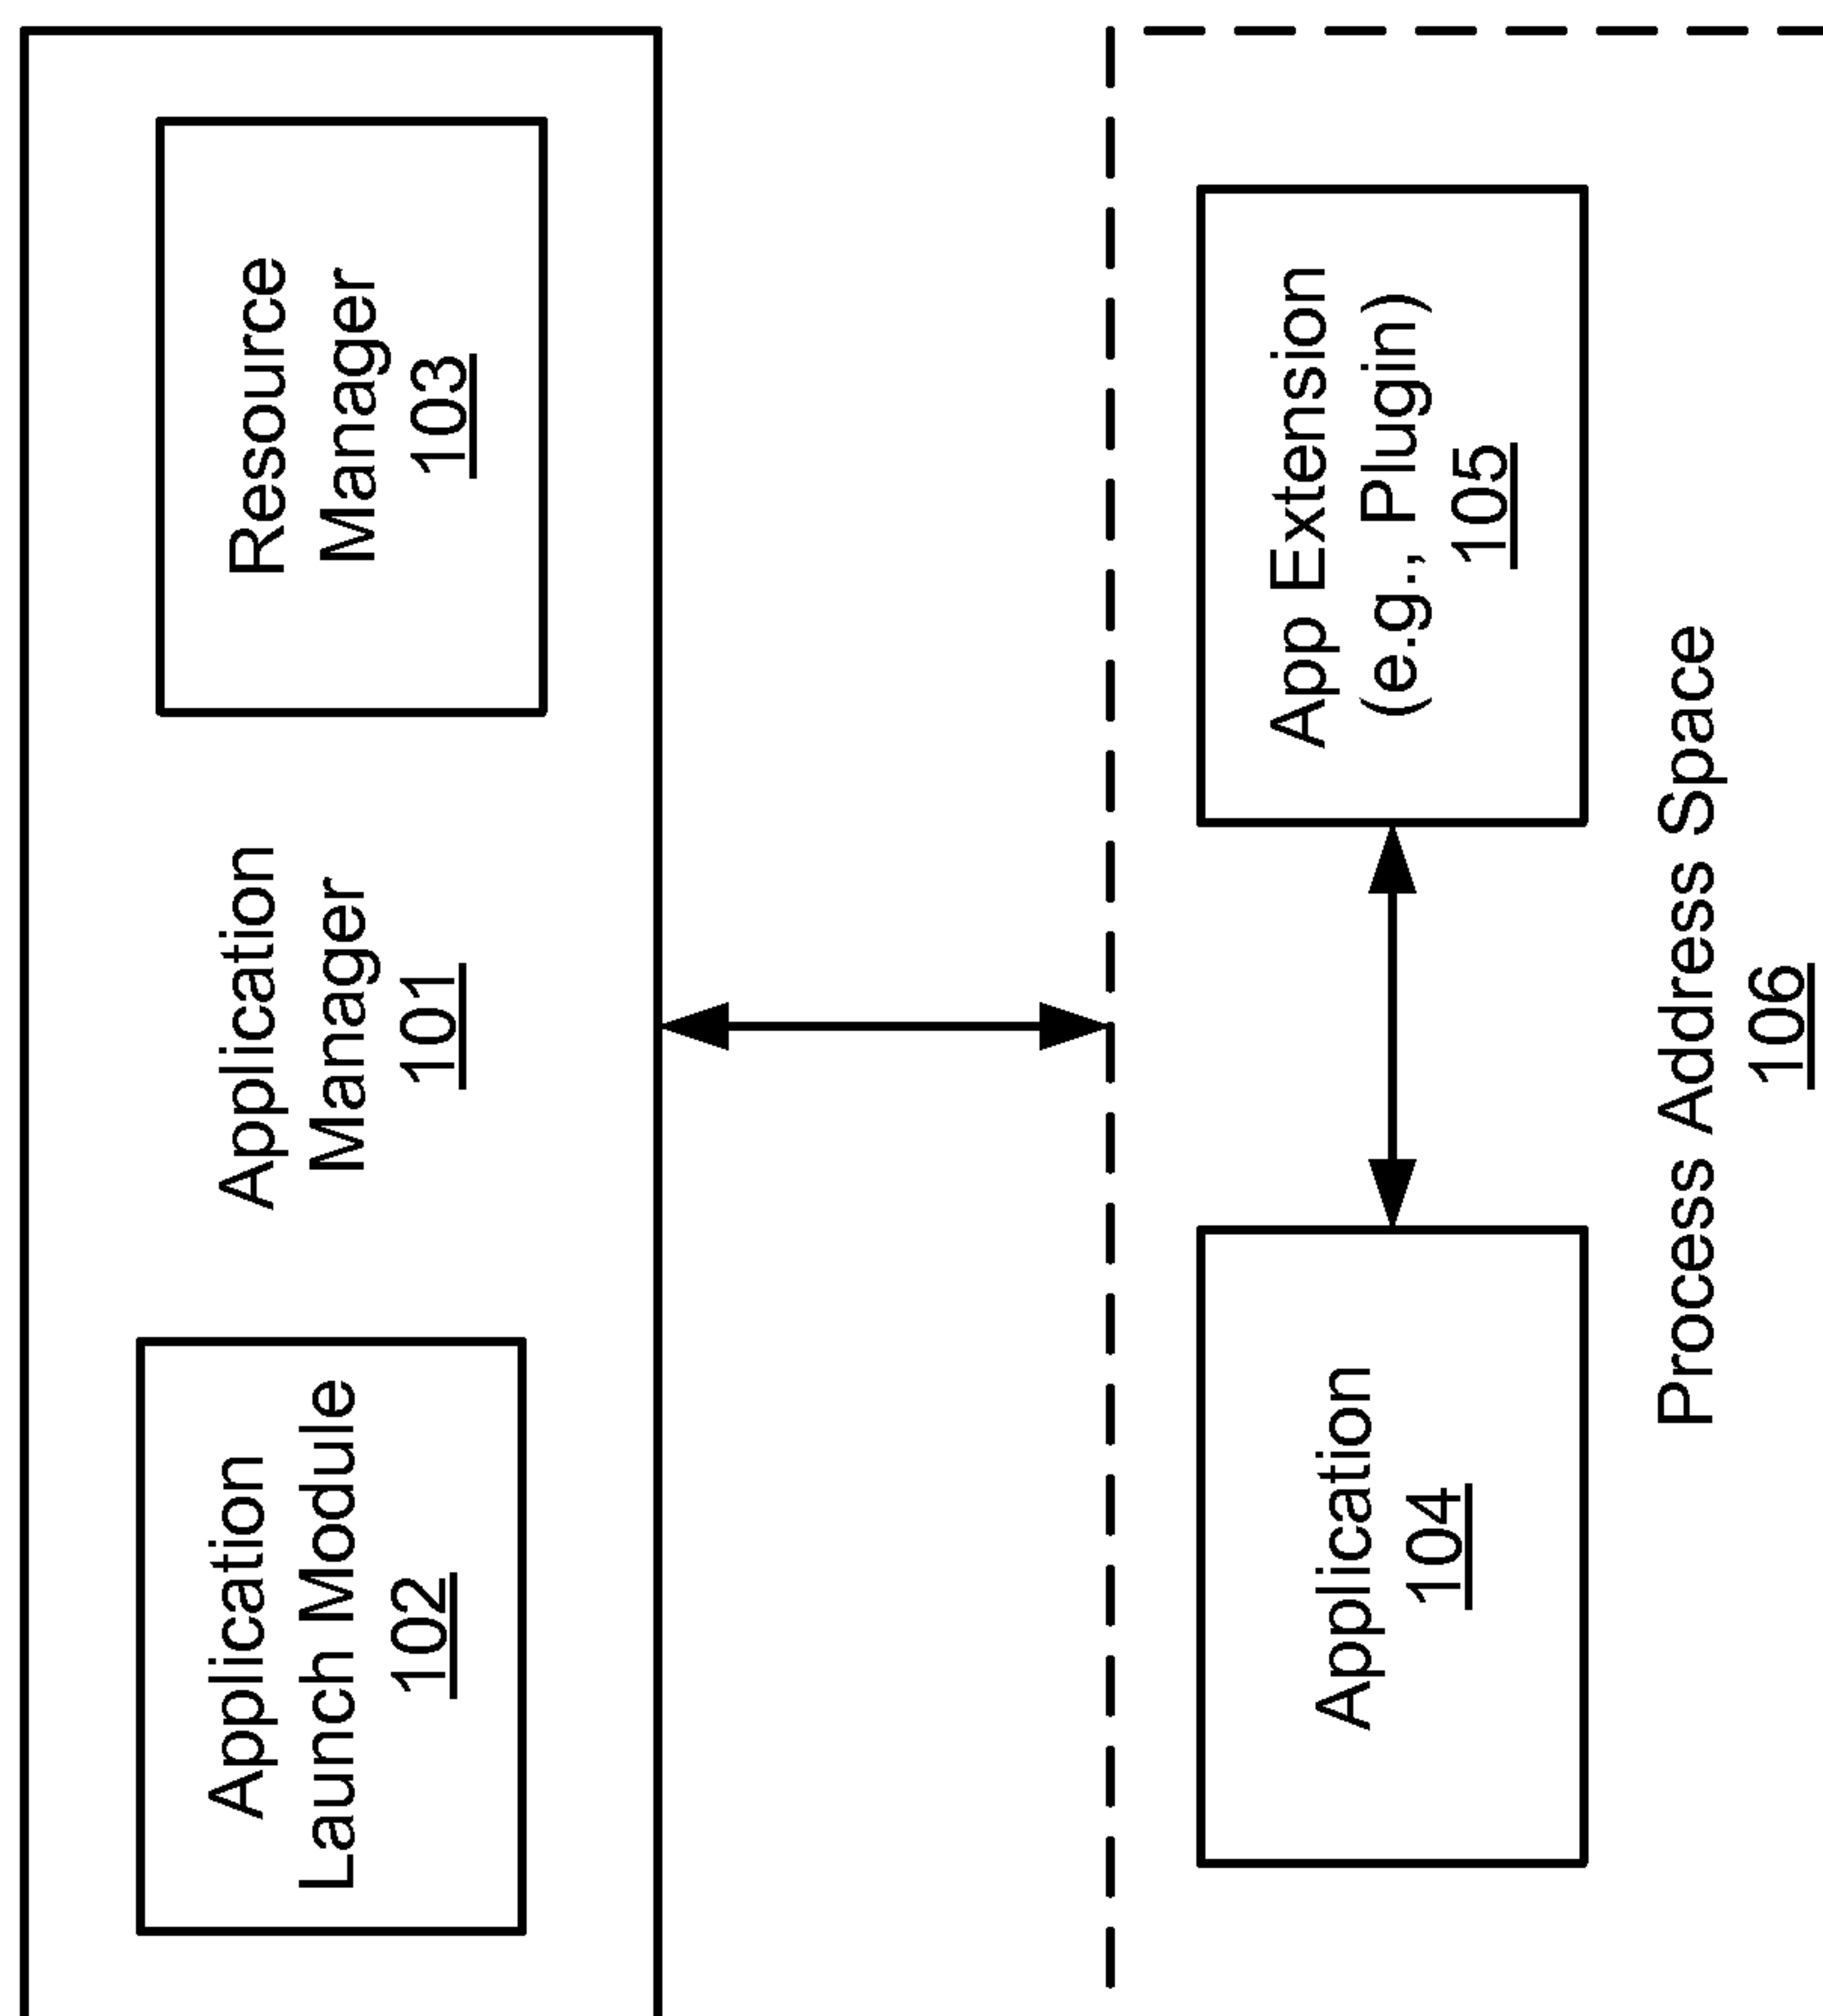 Application
Launch Module
102
Application
Manager
101
Resource
Manager
103
Application
104
App Extension
(e.g., Plugin)
105
Process Address Space
106